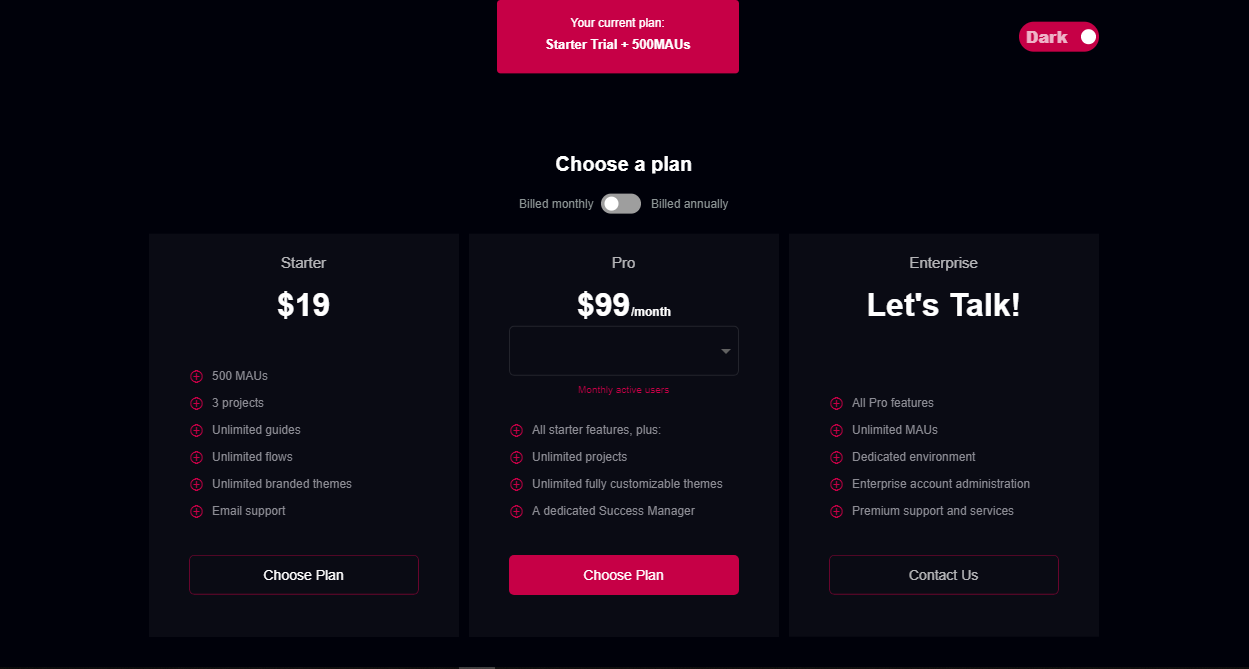 Your current plan:
Starter Trial + 500MAUs
Dark
Choose a plan
Billed monthly
Billed annually
Starter
$19
500 MAUs
3 projects
Unlimited guides
Unlimited flows
Unlimited branded themes
Email support
Choose Plan
Pro
$99/month
Monthly active users
All starter features, plus:
Unlimited projects
Unlimited fully customizable themes
A dedicated Success Manager
Choose Plan
Enterprise
Let's Talk!
All Pro features
Unlimited MAUs
Dedicated environment
Enterprise account administration
Premium support and services
Contact Us